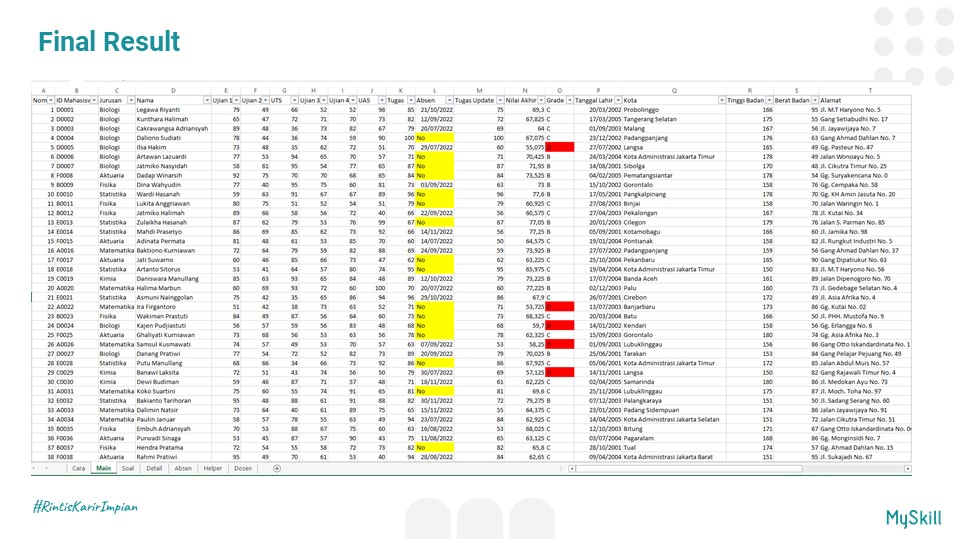 Final Result
A B C D E F G H I J K L M N O P Q R S T
Nom ID Mahasisw Jurusan Nama Ujian 1 Ujian 2 UTS Ujian 3 Ujian 4 UAS Tugas Absen Tugas Update Nilai Akhir Grade Tanggal Lahir Kota Tinggi Badan Berat Badan Alamat
1 D0001 Biologi Legawa Riyanti 79 49 66 52 52 98 85 21/10/2022 75 69,3 C 20/03/2002 Probolinggo 166 95 Jl. M.T Haryono No. 5
2 D0002 Biologi Kunthara Halimah 65 47 72 71 70 73 82 12/09/2022 72 67,825 C 17/03/2005 Tangerang Selatan 175 55 Gang Setiabudhi No. 17
3 D0003 Biologi Cakrawangsa Adriansyah 89 48 36 73 83 72 79 20/07/2022 69 64 C 21/09/2003 Malang 167 56 Jl. Jayawijaya No. 7
4 D0004 Biologi Daliono Sudiati 78 44 36 74 59 90 100 No 100 67,075 C 23/12/2002 Padangpanjang 176 63 Gang Ahmad Dahlan No. 7
5 D0005 Biologi Ilsa Hakim 73 48 35 62 72 51 70 29/07/2022 60 55,075 27/08/2002 Langsa 165 49 Gg. Pasteur No. 47
6 D0006 Biologi Artawan Lazuardi 77 53 94 65 70 57 71 No 71 70,425 B 24/03/2004 Kota Administrasi Jakarta Timur 178 49 Jalan Wonoayu No. 5
7 D0007 Biologi Jatmiko Nasyidah 58 61 95 54 77 65 87 No 87 71,95 B 14/08/2001 Sibolga 170 48 Jl. Cikutra Timur No. 25
8 F0008 Aktuaria Dadap Winarsih 92 75 70 70 68 65 84 No 84 73,525 B 04/02/2005 Pematangsiantar 178 54 Gg. Suryakencana No. 0
9 B0009 Fisika Dina Wahyudin 77 40 95 75 60 81 73 03/09/2022 63 73 B 15/10/2002 Gorontalo 158 76 Gg. Cempaka No. 58
10 E0010 Statistika Wardi Hasanah 59 63 91 67 67 89 96 No 96 77,6 B 17/05/2001 Pangkalpinang 178 70 Gg. KH Amin Jasuta No. 20
11 B0011 Fisika Lukita Anggriawan 80 75 51 52 54 51 79 No 79 60,925 C 27/08/2003 Binjai 158 70 Jalan Waringin No. 1
12 B0012 Fisika Jatmiko Halimah 89 66 58 56 72 40 66 22/09/2022 56 60,075 C 27/04/2002 Pekalongan 167 78 Jl. Kutai No. 34
13 E0013 Statistika Zulaikha Hasanah 87 62 79 53 76 99 67 No 67 77,05 B 20/01/2003 Cilegon 179 76 Jalan S. Parman No. 85
14 E0014 Statistika Mahdi Prasetyo 86 69 85 62 73 93 66 14/11/2022 56 77,25 B 05/09/2001 Kotamobagu 166 60 Jl. Jamika No. 98
15 F0015 Aktuaria Adinata Permata 81 48 61 53 85 70 60 14/07/2022 50 64,575 C 19/01/2004 Pontianak 158 82 Jl. Rungkut Industri No. 5
16 A0016 Matematika Baktiono Kurniawan 72 64 79 59 82 88 69 24/09/2022 59 73,925 B 27/07/2002 Padangpanjang 159 56 Gang Ahmad Dahlan No. 37
17 F0017 Aktuaria Jati Suwarno 60 46 85 66 73 47 62 No 62 63,225 C 25/10/2004 Pekanbaru 165 90 Gang Dipatiukur No. 63
18 E0018 Statistika Artanto Sitorus 53 41 64 57 80 74 95 No 95 65,975 C 19/04/2004 Kota Administrasi Jakarta Timur 150 83 Jl. M.T Haryono No. 56
19 C0019 Kimia Daniswara Manullang 85 63 93 65 84 48 89 12/10/2022 79 73,225 B 17/07/2004 Banda Aceh 161 89 Jalan Dipenogoro No. 70
20 A0020 Matematika Halima Marbun 60 48 72 60 74 100 70 20/07/2022 60 77,225 B 02/12/2002 Palu 160 73 Jl. Gedebage Selatan No. 4
21 E0021 Statistika Asmuni Nainggolan 75 42 93 35 86 94 96 29/10/2022 86 67,9 C 26/07/2001 Cirebon 172 49 Jl. Asia Afrika No. 4
22 A0022 Matematika Ira Firgantoro 51 42 38 73 63 52 71 No 71 53,725 13/07/2003 Banjarbaru 173 86 Gg. Kutai No. 02
23 B0023 Fisika Wakiman Prastuti 84 49 87 56 64 60 73 No 73 68,325 C 20/03/2004 Batu 166 50 Jl. PHH. Mustofa No. 9
24 D0024 Biologi Kajen Pudjiastuti 56 57 59 56 83 48 68 No 68 59,7 14/01/2002 Kendari 158 56 Gg. Erlangga No. 6
25 F0025 Aktuaria Ghaliyati Kurniawan 73 68 56 53 63 56 78 No 78 62,325 C 15/09/2003 Gorontalo 180 74 Gg. Asia Afrika No. 3
26 A0026 Matematika Samsul Kusmawati 74 57 49 53 70 57 63 07/09/2022 53 58,25 01/09/2001 Lubuklinggau 156 86 Gang Otto Iskandardinata No. 1
27 D0027 Biologi Danang Pratiwi 77 54 72 52 82 73 89 20/09/2022 79 70,025 B 25/06/2001 Tarakan 153 84 Gang Pelajar Pejuang No. 49
28 E0028 Statistika Putu Manullang 68 66 34 66 73 92 86 No 86 67,925 C 05/06/2001 Kota Administrasi Jakarta Timur 172 85 Jalan Abdul Muis No. 57
29 C0029 Kimia Banawi Laksita 72 51 43 74 56 50 79 30/07/2022 69 57,125 14/11/2001 Langsa 150 82 Gang Rajawali Timur No. 4
30 C0030 Kimia Dewi Budiman 59 46 87 71 57 48 71 18/11/2022 61 62,225 C 02/04/2005 Samarinda 180 86 Jl. Medokan Ayu No. 73
31 A0031 Matematika Koko Suartini 75 60 55 74 91 65 81 No 81 69,6 C 25/11/2004 Lubuklinggau 175 87 Jl. Moch. Toha No. 97
32 E0032 Statistika Bakianto Tarihoran 95 48 88 61 91 88 82 30/11/2022 72 79,275 B 07/12/2003 Palangkaraya 151 50 Jl. Sadang Serang No. 60
33 A0033 Matematika Dalimin Natsir 73 64 40 61 89 75 65 15/11/2022 55 64,375 C 23/01/2003 Padang Sidempuan 174 86 Jalan Jayawijaya No. 91
34 A0034 Matematika Paulin Januar 58 57 78 55 63 49 94 23/07/2022 84 62,925 C 14/04/2005 Kota Administrasi Jakarta Selatan 151 72 Jalan Cikutra Timur No. 51
35 B0035 Fisika Embuh Adriansyah 70 53 88 67 75 60 63 16/08/2022 53 68,025 C 12/10/2003 Bitung 171 67 Gang Otto Iskandardinata No. 0
36 F0036 Aktuaria Purwadi Sinaga 53 45 87 57 90 43 75 11/08/2022 65 63,125 C 03/07/2004 Pagaralam 168 86 Gg. Monginsidi No. 7
37 B0037 Fisika Hendra Pratama 72 54 55 58 72 73 82 No 82 65,8 C 28/10/2001 Tual 174 57 Gg. Ahmad Dahlan No. 15
38 F0038 Aktuaria Rahmi Pratiwi 95 49 70 61 53 40 94 28/08/2022 84 62,65 C 09/04/2004 Kota Administrasi Jakarta Barat 151 95 Jl. Sukajadi No. 67
Cara Main Soal Detail Absen Helper Dosen
#RintisKarirImpian
MySkill